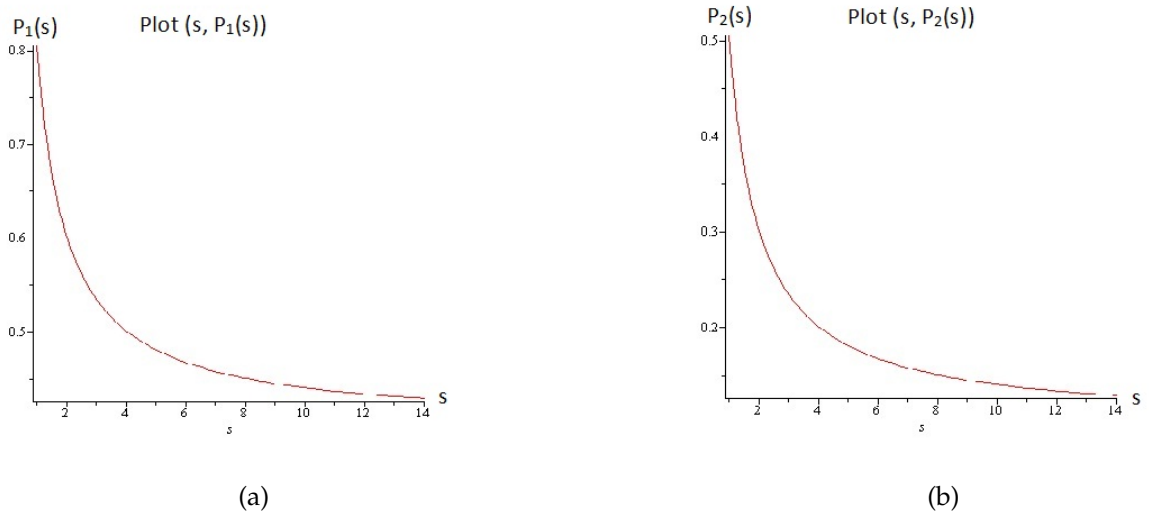 P₁(s)
Plot (s, P₁(s))
0.8
0.7
0.6
0.5
2 4 6 8 10 12 14
s
s
(a)
P₂(s)
Plot (s, P₂(s))
0.5
0.4
0.3
0.2
2 4 6 8 10 12 14
s
s
(b)